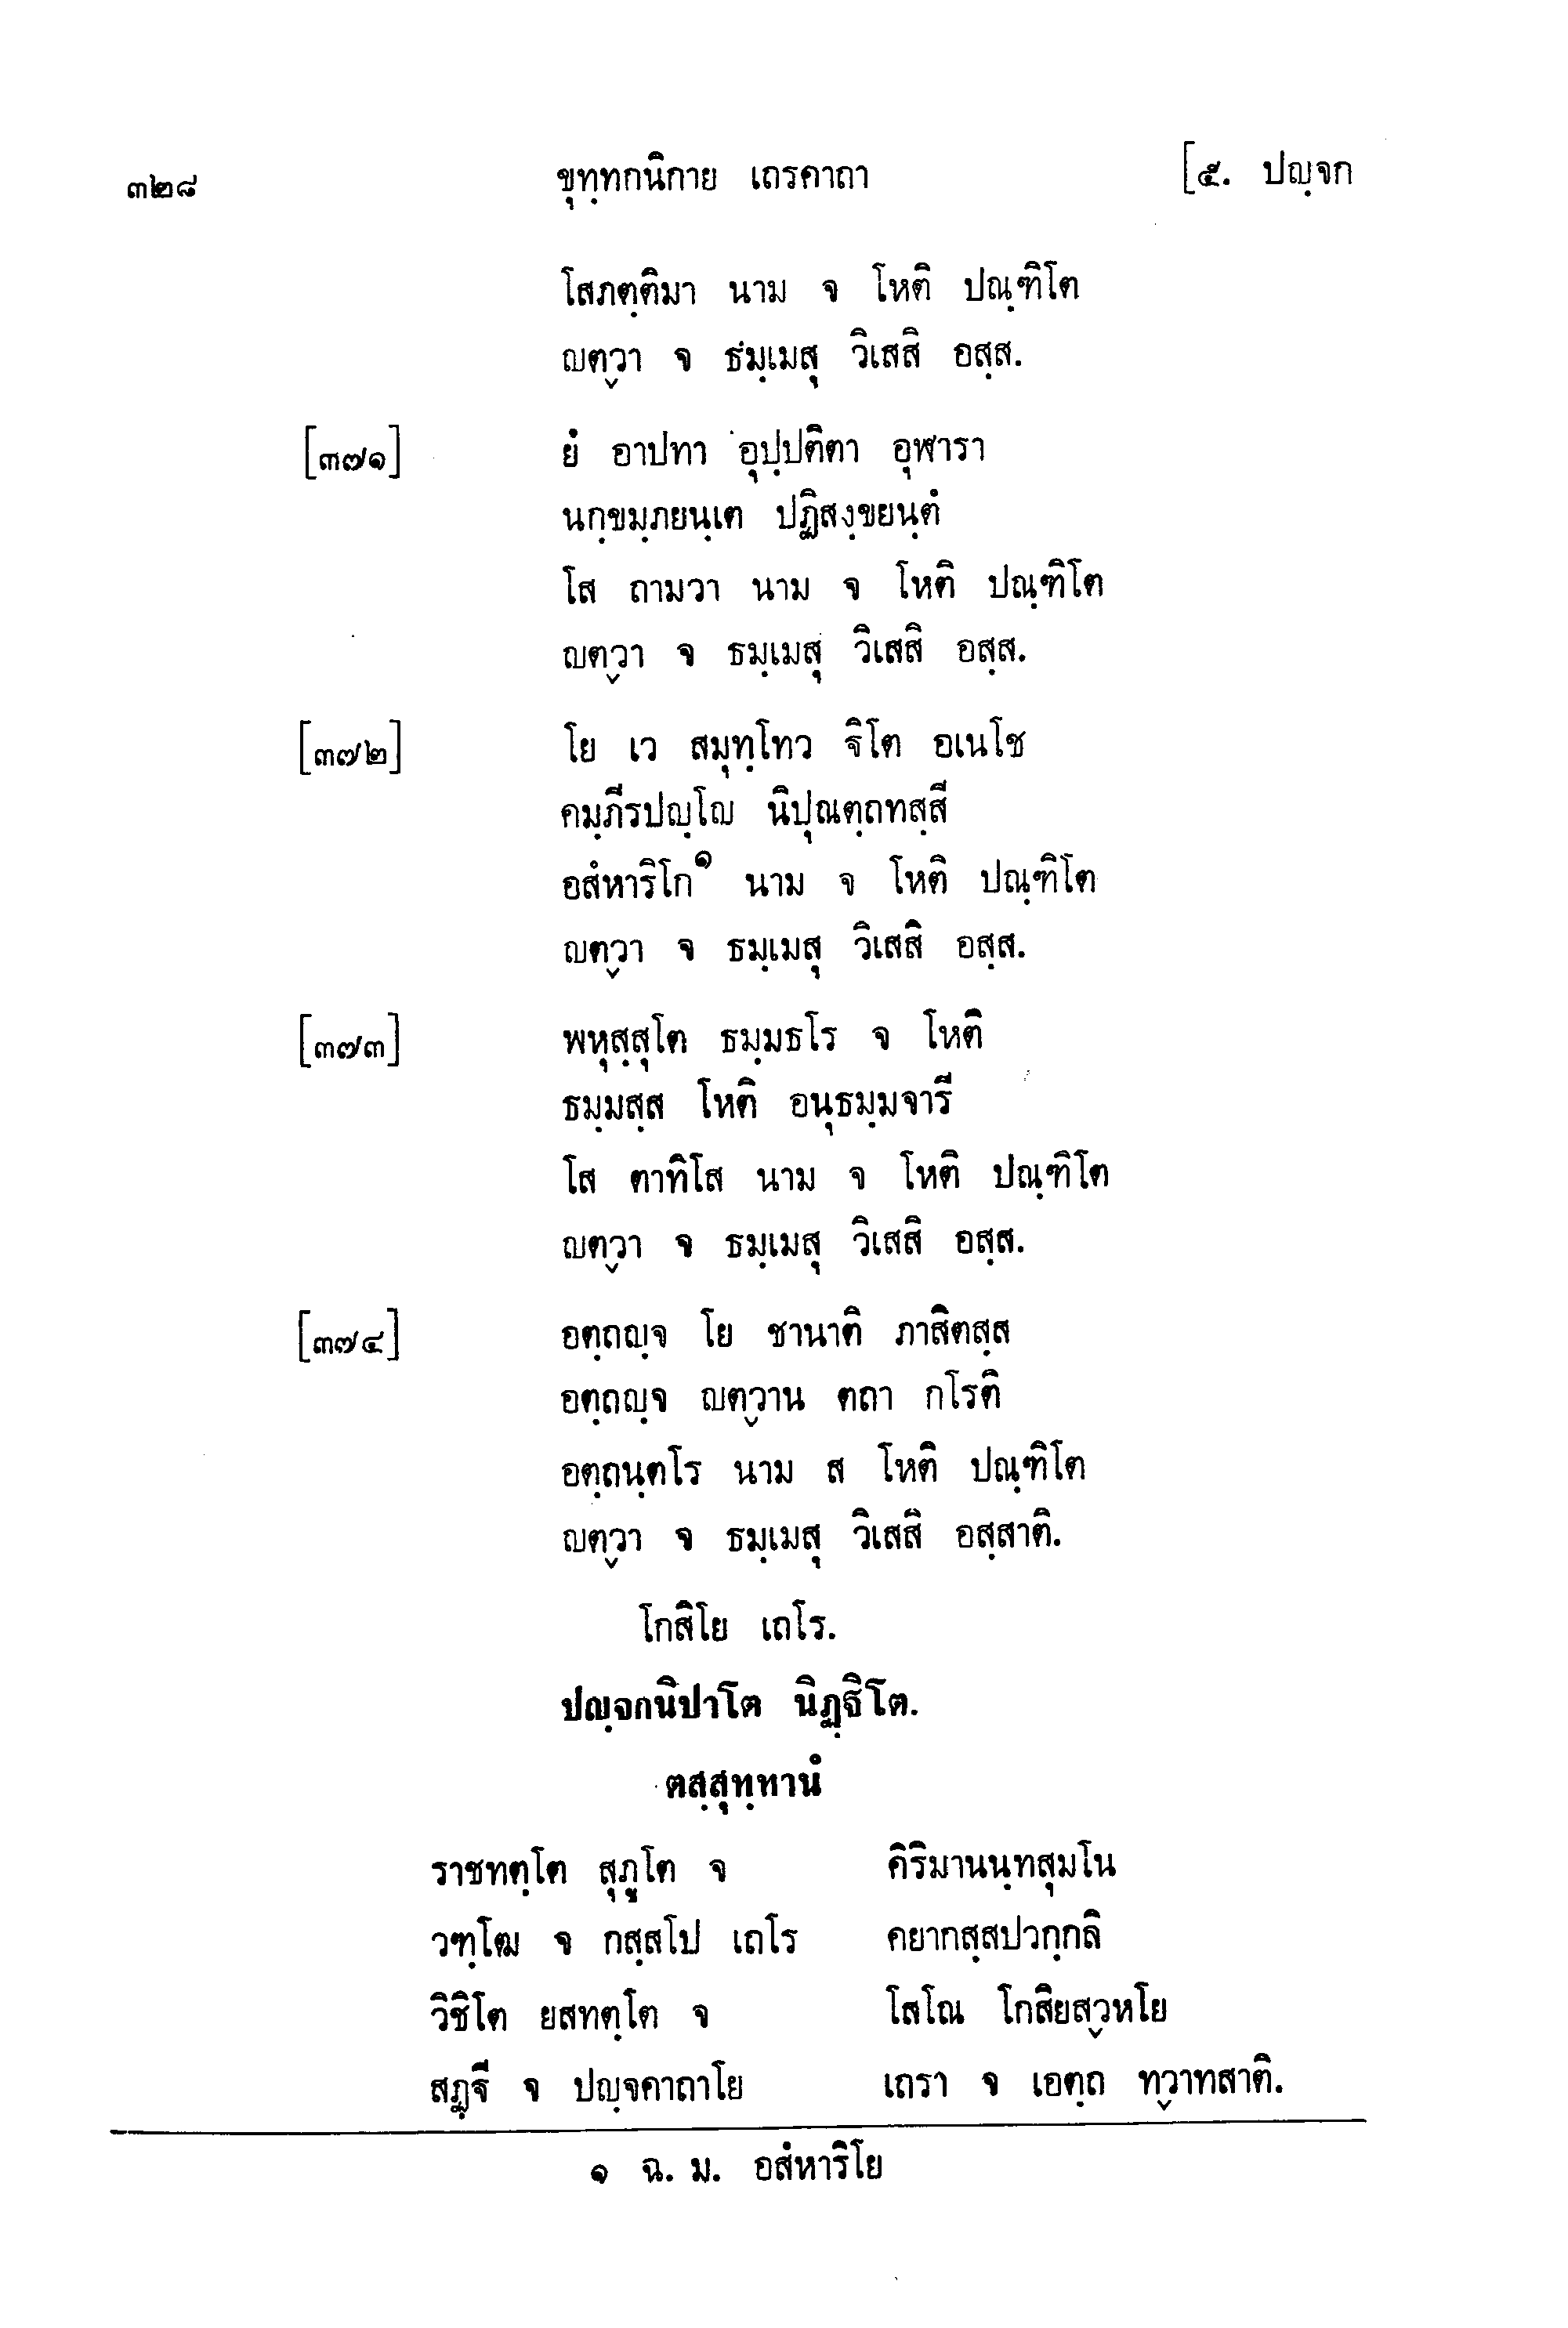 ๓๒๘ ขุทฺทกนิกาย เถรคาถา [๕. ปญฺจก
โสภตฺติมา นาม จ โหติ ปณฺฑิโต
ญตฺวา จ ธมฺเมสุ วิเสสิ อสฺส.
[๓๗๑] ยํ อาปทา อุปฺปติตา อุฬารา
นกฺขมฺภยนฺเต ปฏิสงฺขยนฺตํ
โส ถามวา นาม จ โหติ ปณฺฑิโต
ญตฺวา จ ธมฺเมสุ วิเสสิ อสฺส.
[๓๗๒] โย เว สมุทฺโทว ฐิโต อเนโช
คมฺภีรปญฺโญ นิปุณตฺถทสฺสี
อสํหาริโก๑ นาม จ โหติ ปณฺฑิโต
ญตฺวา จ ธมฺเมสุ วิเสสิ อสฺส.
[๓๗๓] พหุสฺสุโต ธมฺมธโร จ โหติ
ธมฺมสฺส โหติ อนุธมฺมจารี
โส ตาทิโส นาม จ โหติ ปณฺฑิโต
ญตฺวา จ ธมฺเมสุ วิเสสิ อสฺส.
[๓๗๔] อตฺถญฺจ โย ชานาติ ภาสิตสฺส
อตฺถญฺจ ญตฺวาน ตถา กโรติ
อตฺถนฺตโร นาม ส โหติ ปณฺฑิโต
ญตฺวา จ ธมฺเมสุ วิเสสิ อสฺสาติ.
โกสิโย เถโร.
ปญฺจกนิปาโต นิฏฺฐิโต.
ตสฺสุทฺทานํ
ราชทตฺโต สุภูโต จ คิริมานนฺทสุมโน
วฑฺโฒ จ กสฺสโป เถโร คยากสฺสปวกฺกลิ
วิชิโต ยสทตฺโต จ โสโณ โกสิยสวฺหโย
สฏฺฐี จ ปญฺจคาถาโย เถรา จ เอตฺถ ทฺวาทสาติ.
๑ ฉ. ม. อสํหาริโย